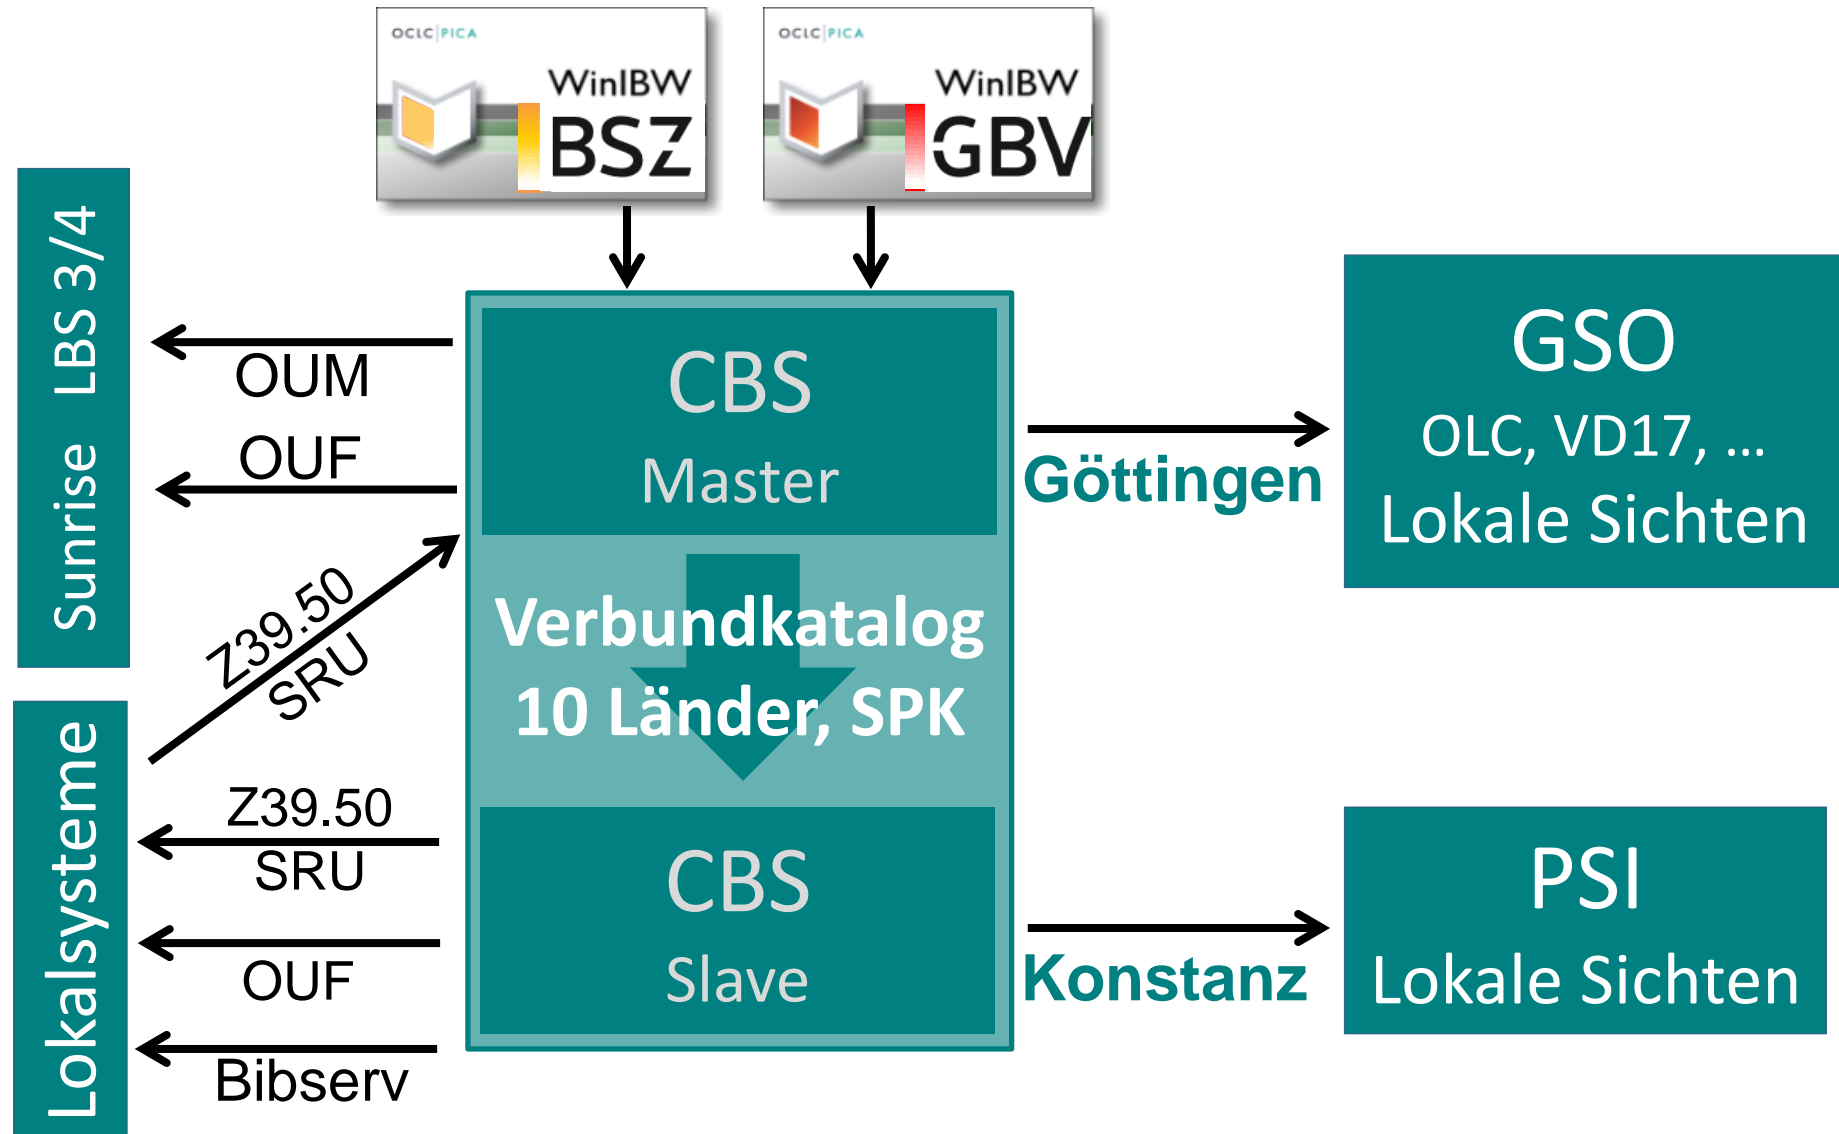 OCLC|PICA
WinIBW
BSZ
OCLC|PICA
WinIBW
GBV
Sunrise LBS 3/4
OUM
OUF
CBS
Master
Göttingen
GSO
OLC, VD17, ...
Lokale Sichten
Z39.50
SRU
Verbundkatalog
10 Länder, SPK
Lokalsysteme
Z39.50
SRU
OUF
Bibserv
CBS
Slave
Konstanz
PSI
Lokale Sichten